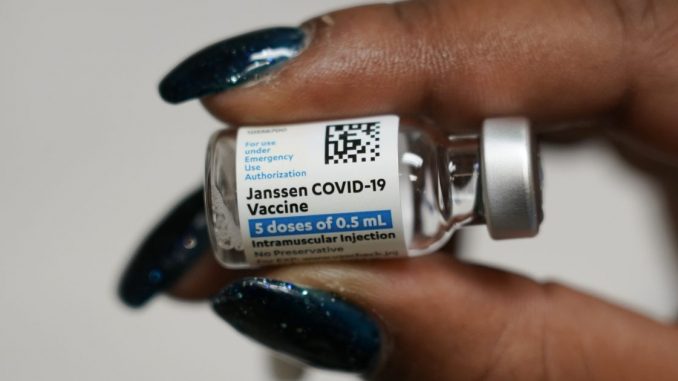 For use
under
Emergency
Use
Authorization
Janssen COVID-19
Vaccine
5 doses of 0.5 mL
Intramuscular Injection
No Preservative